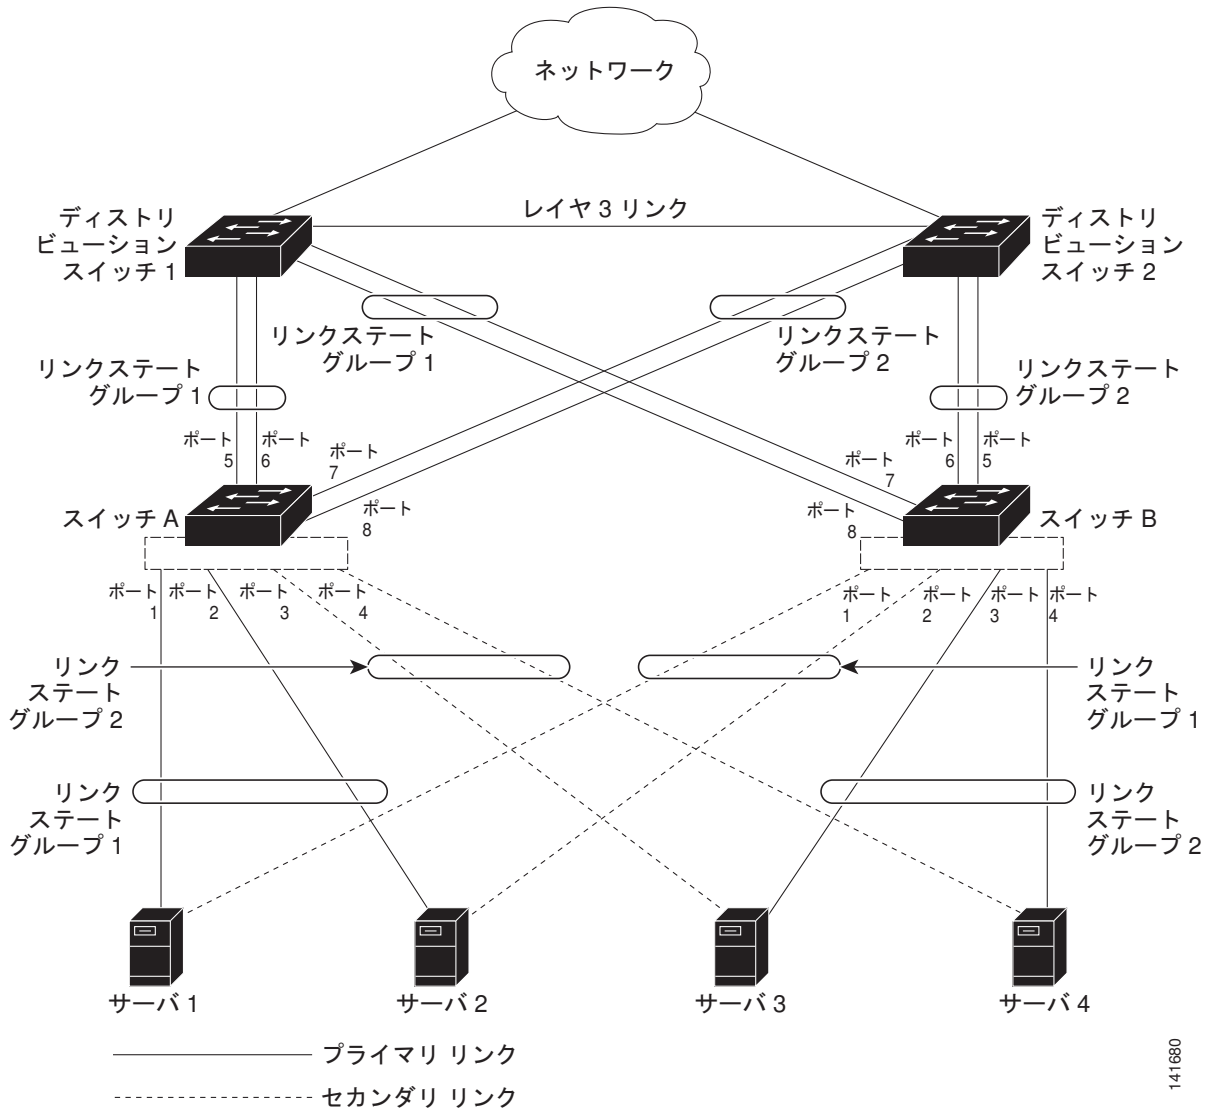 ネットワーク
レイヤ 3 リンク
ディストリ
ビューション
スイッチ 1
ディストリ
ビューション
スイッチ 2
リンクステート
グループ 1
リンクステート
グループ 2
リンクステート
グループ 1
リンクステート
グループ 2
ポート
5
ポート
6
ポート
7
ポート
8
ポート
6
ポート
5
ポート
7
ポート
8
スイッチ A
スイッチ B
ポート
1
ポート
2
ポート
3
ポート
4
ポート
1
ポート
2
ポート
3
ポート
4
リンク
ステート
グループ 2
リンク
ステート
グループ 1
リンク
ステート
グループ 1
リンク
ステート
グループ 2
サーバ 1
サーバ 2
サーバ 3
サーバ 4
プライマリ リンク
セカンダリ リンク
141680